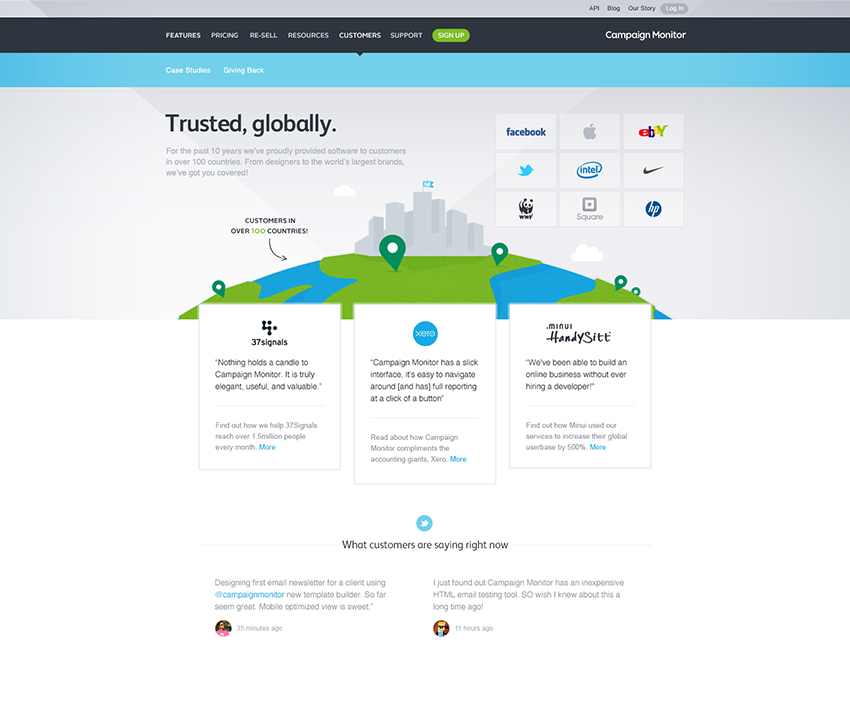 API Blog Our Story Log In
FEATURES PRICING RE-SELL RESOURCES CUSTOMERS SUPPORT SIGN UP Campaign Monitor
Case Studies Giving Back
Trusted, globally.
For the past 10 years we've proudly provided software to customers
in over 100 countries. From designers to the world's largest brands,
we've got you covered!
facebook
ebY
intel
WWF
Square
hp
CUSTOMERS IN
OVER 100 COUNTRIES!
37signals
"Nothing holds a candle to
Campaign Monitor. It is truly
elegant, useful, and valuable."
Find out how we help 37Signals
reach over 1.5million people
every month. More
xero
"Campaign Monitor has a slick
interface, it's easy to navigate
around [and has] full reporting
at a click of a button"
Read about how Campaign
Monitor compliments the
accounting giants, Xero. More
.minui
HandySitt
"We've been able to build an
online business without ever
hiring a developer!"
Find out how Minui used our
services to increase their global
userbase by 500%. More
What customers are saying right now
Designing first email newsletter for a client using
@campaignmonitor new template builder. So far
seem great. Mobile optimized view is sweet."
35 minutes ago
I just found out Campaign Monitor has an inexpensive
HTML email testing tool. SO wish I knew about this a
long time ago!
11 hours ago